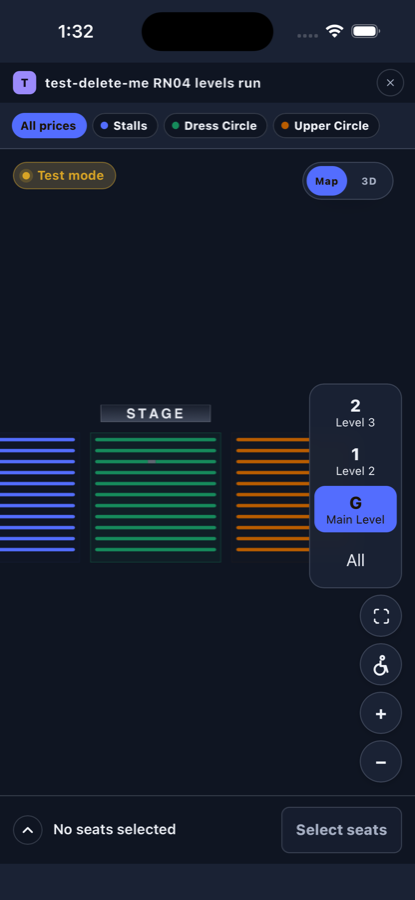 1:32
T
test-delete-me RN04 levels run
All prices
Stalls
Dress Circle
Upper Circle
Test mode
Map
3D
STAGE
2
Level 3
1
Level 2
G
Main Level
All
+
−
No seats selected
Select seats